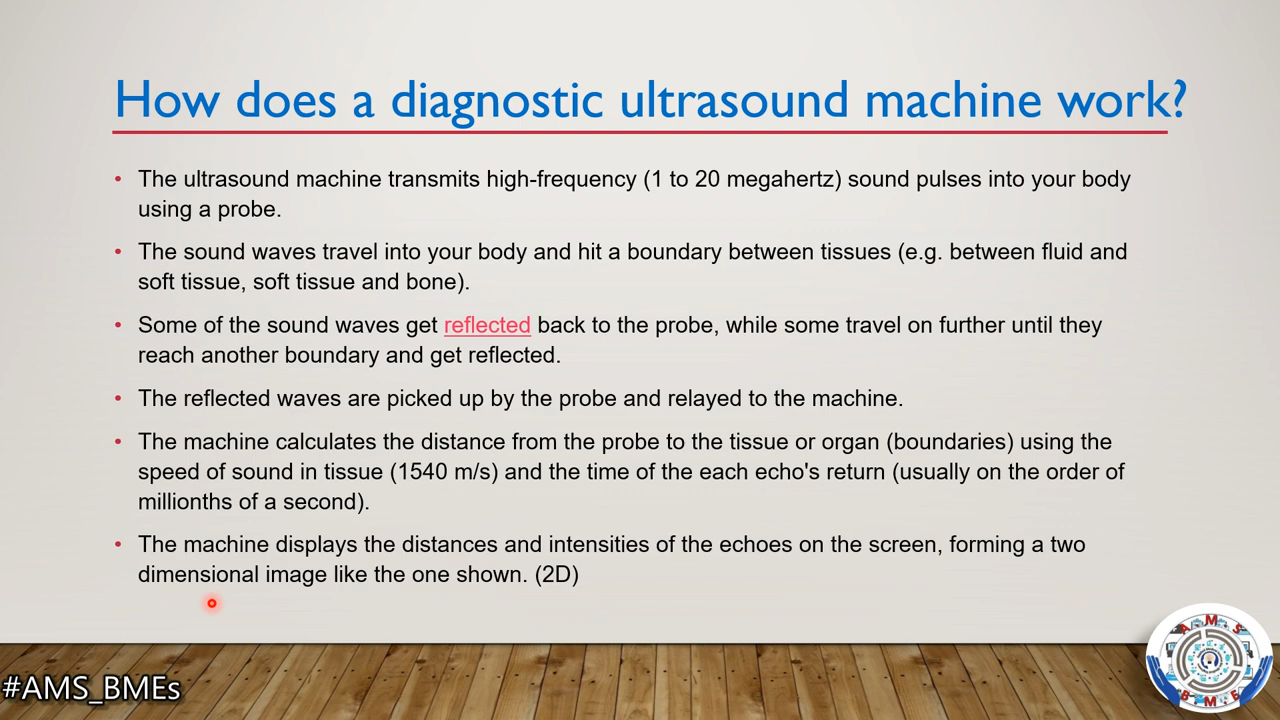 How does a diagnostic ultrasound machine work?
• The ultrasound machine transmits high-frequency (1 to 20 megahertz) sound pulses into your body
using a probe.
• The sound waves travel into your body and hit a boundary between tissues (e.g. between fluid and
soft tissue, soft tissue and bone).
• Some of the sound waves get reflected back to the probe, while some travel on further until they
reach another boundary and get reflected.
• The reflected waves are picked up by the probe and relayed to the machine.
• The machine calculates the distance from the probe to the tissue or organ (boundaries) using the
speed of sound in tissue (1540 m/s) and the time of the each echo's return (usually on the order of
millionths of a second).
• The machine displays the distances and intensities of the echoes on the screen, forming a two
dimensional image like the one shown. (2D)
#AMS_BMEs
AMS
BME